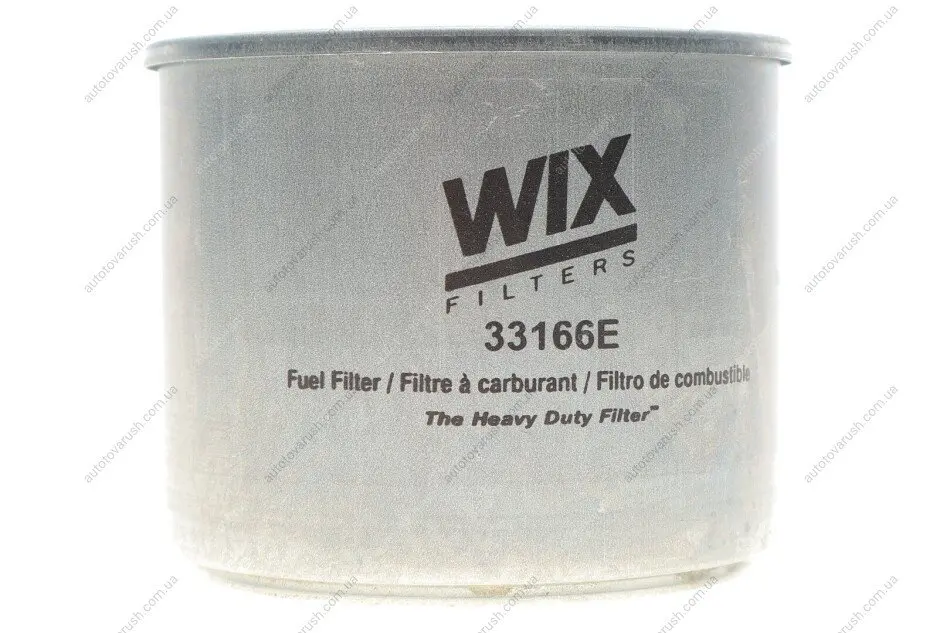 WIX
FILTERS
33166E
Fuel Filter / Filtre à carburant / Filtro de combustible
The Heavy Duty Filter™
autotovarush.com.ua